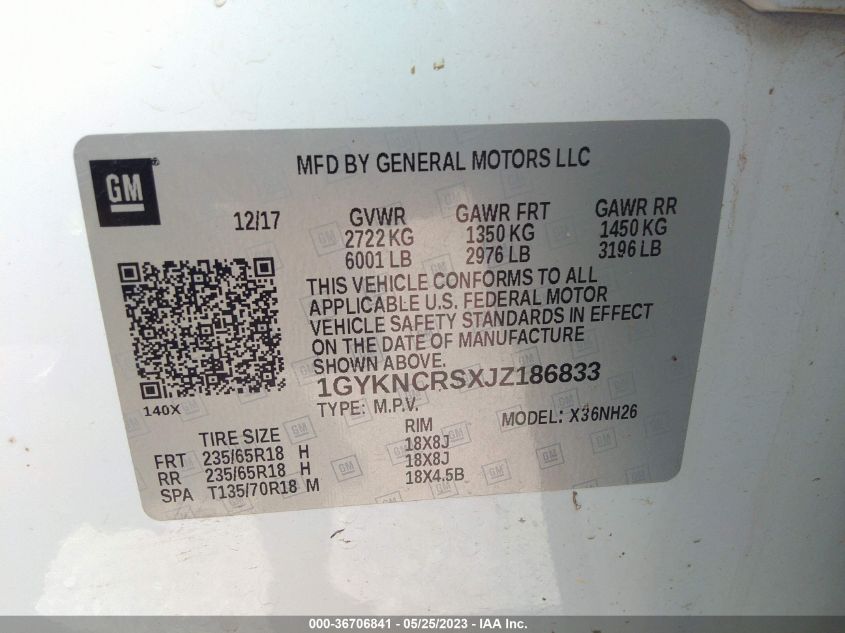 GM
MFD BY GENERAL MOTORS LLC
12/17 GVWR GAWR FRT GAWR RR
2722 KG 1350 KG 1450 KG
6001 LB 2976 LB 3196 LB
THIS VEHICLE CONFORMS TO ALL
APPLICABLE U.S. FEDERAL MOTOR
VEHICLE SAFETY STANDARDS IN EFFECT
ON THE DATE OF MANUFACTURE
SHOWN ABOVE.
1GYKNCRSXJZ186833
140X
TYPE: M.P.V. MODEL: X36NH26
TIRE SIZE RIM
FRT 235/65R18 H 18X8J
RR 235/65R18 H 18X8J
SPA T135/70R18 M 18X4.5B
000-36706841 - 05/25/2023 - IAA Inc.